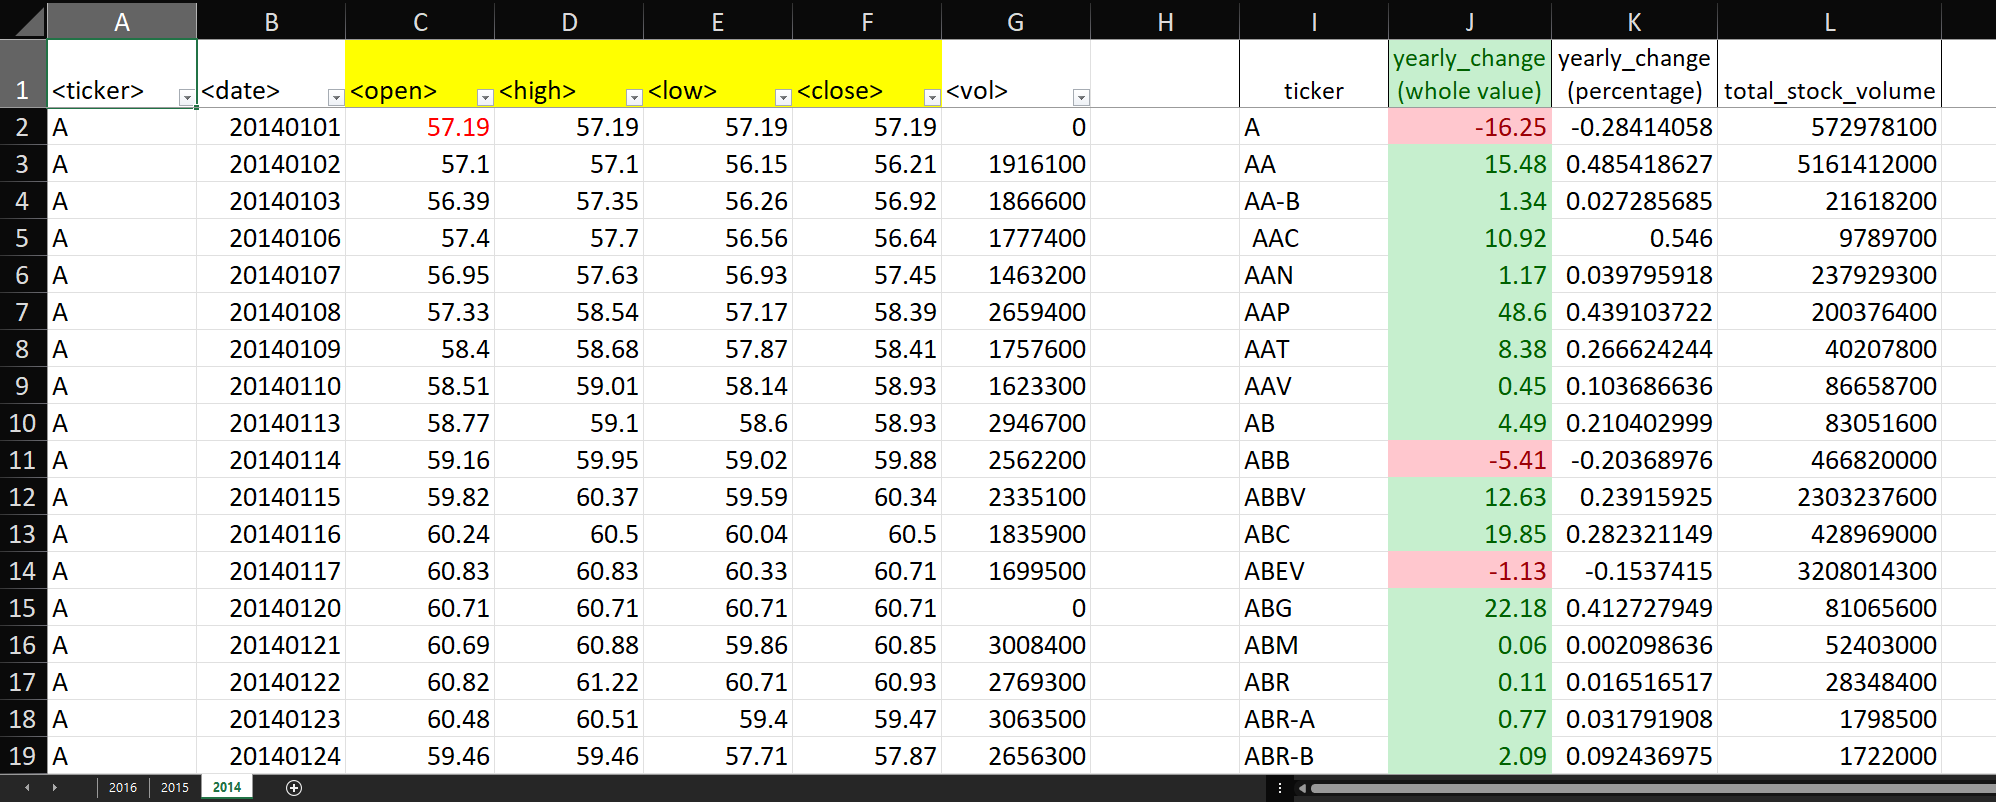 A B C D E F G H I J K L
1 <ticker> <date> <open> <high> <low> <close> <vol> ticker yearly_change (whole value) yearly_change (percentage) total_stock_volume
2 A 20140101 57.19 57.19 57.19 57.19 0 A -16.25 -0.28414058 572978100
3 A 20140102 57.1 57.1 56.15 56.21 1916100 AA 15.48 0.485418627 5161412000
4 A 20140103 56.39 57.35 56.26 56.92 1866600 AA-B 1.34 0.027285685 21618200
5 A 20140106 57.4 57.7 56.56 56.64 1777400 AAC 10.92 0.546 9789700
6 A 20140107 56.95 57.63 56.93 57.45 1463200 AAN 1.17 0.039795918 237929300
7 A 20140108 57.33 58.54 57.17 58.39 2659400 AAP 48.6 0.439103722 200376400
8 A 20140109 58.4 58.68 57.87 58.41 1757600 AAT 8.38 0.266624244 40207800
9 A 20140110 58.51 59.01 58.14 58.93 1623300 AAV 0.45 0.103686636 86658700
10 A 20140113 58.77 59.1 58.6 58.93 2946700 AB 4.49 0.210402999 83051600
11 A 20140114 59.16 59.95 59.02 59.88 2562200 ABB -5.41 -0.20368976 466820000
12 A 20140115 59.82 60.37 59.59 60.34 2335100 ABBV 12.63 0.23915925 2303237600
13 A 20140116 60.24 60.5 60.04 60.5 1835900 ABC 19.85 0.282321149 428969000
14 A 20140117 60.83 60.83 60.33 60.71 1699500 ABEV -1.13 -0.1537415 3208014300
15 A 20140120 60.71 60.71 60.71 60.71 0 ABG 22.18 0.412727949 81065600
16 A 20140121 60.69 60.88 59.86 60.85 3008400 ABM 0.06 0.002098636 52403000
17 A 20140122 60.82 61.22 60.71 60.93 2769300 ABR 0.11 0.016516517 28348400
18 A 20140123 60.48 60.51 59.4 59.47 3063500 ABR-A 0.77 0.031791908 1798500
19 A 20140124 59.46 59.46 57.71 57.87 2656300 ABR-B 2.09 0.092436975 1722000
2016 2015 2014